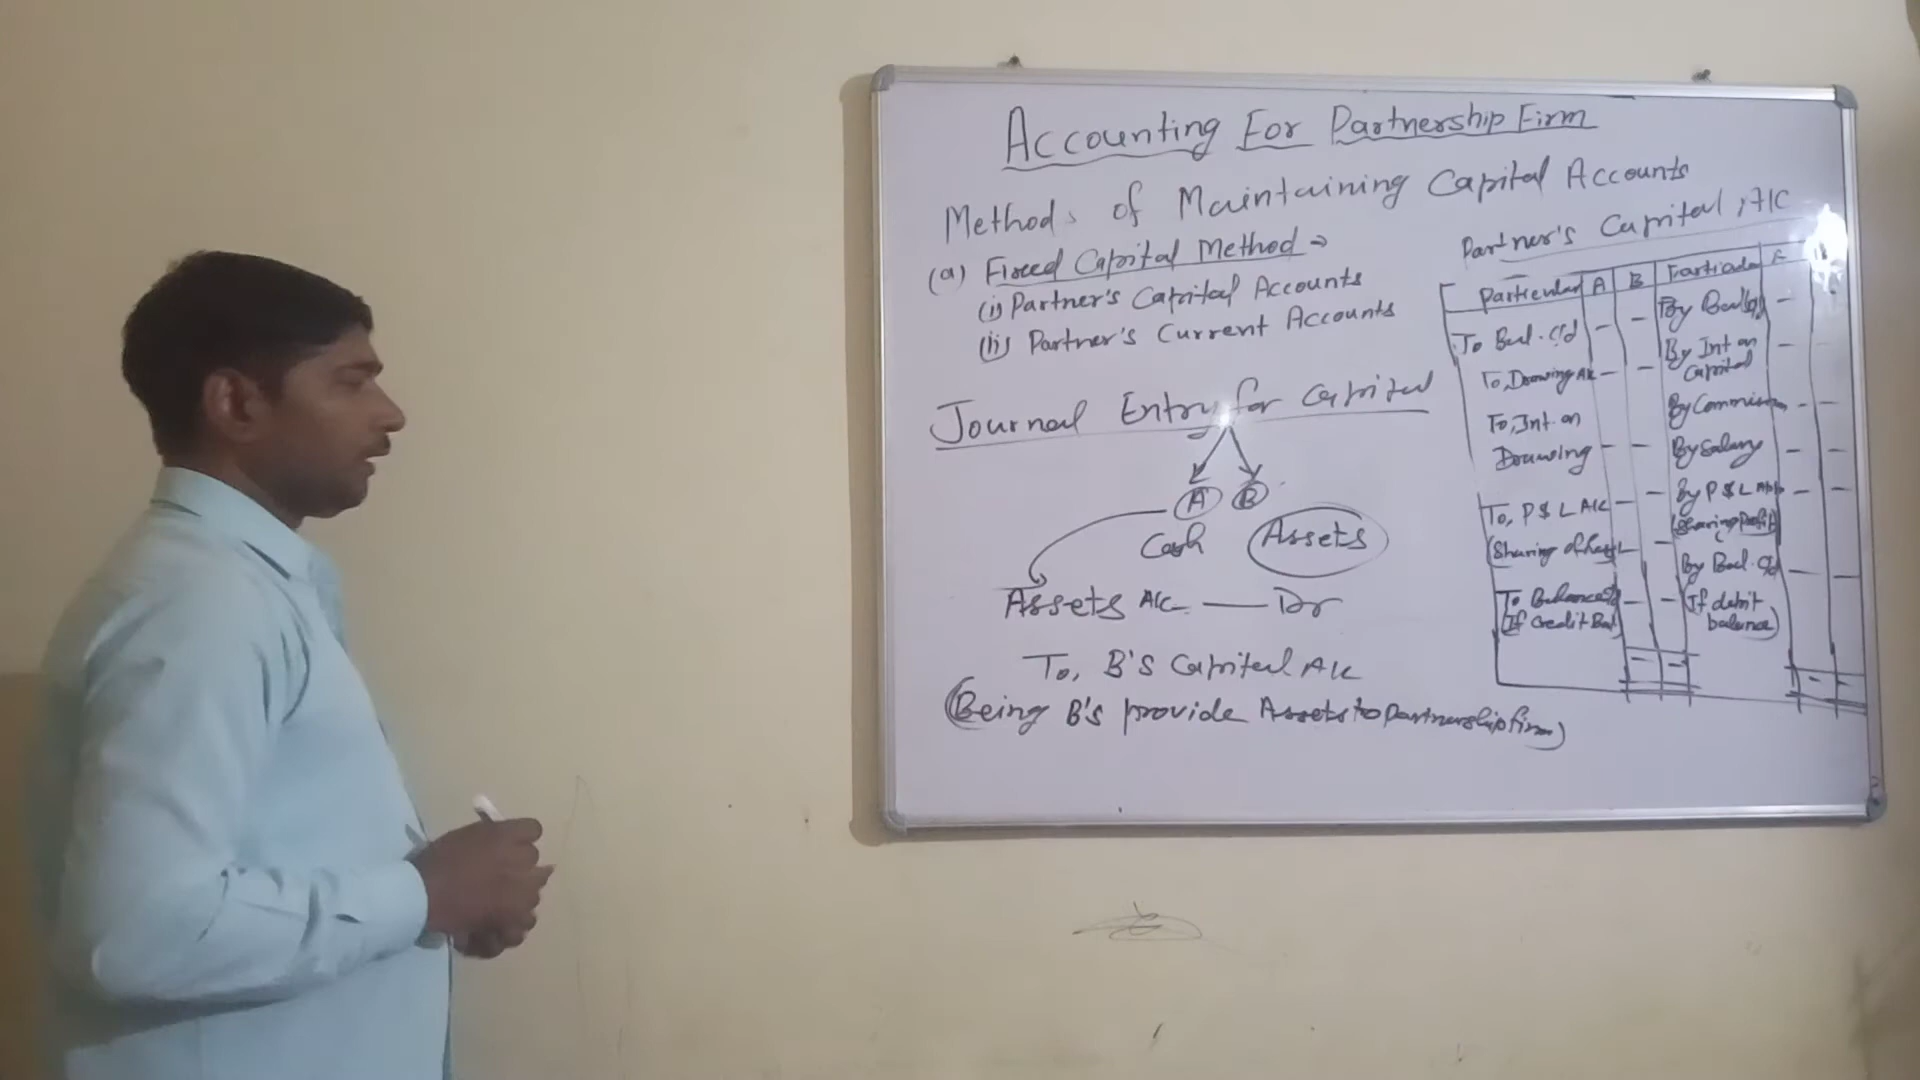 Accounting For Partnership Firm
Methods of Maintaining Capital Accounts
(a) Fixed Capital Method →
(i) Partner's Capital Accounts
(ii) Partner's Current Accounts
Journal Entry for Capital
A B
Cash Assets
Assets A/c — Dr
To, B's Capital A/c
(Being B's provide Assets to partnership firm)
Partner's Capital A/C
Particular A B Particular
To Bal. c/d — — By Bal b/d —
To, Drawing A/c — — By Int on Capital —
To, Int. on Drawing — — By Commission — —
By Salary — —
To, P $ L A/c — — By P $ L App — —
(Sharing of — (Sharing Profit)
By Bal. c/d — —
To Balance c/d — — (If debit balance)
(If credit Bal)
— — — —